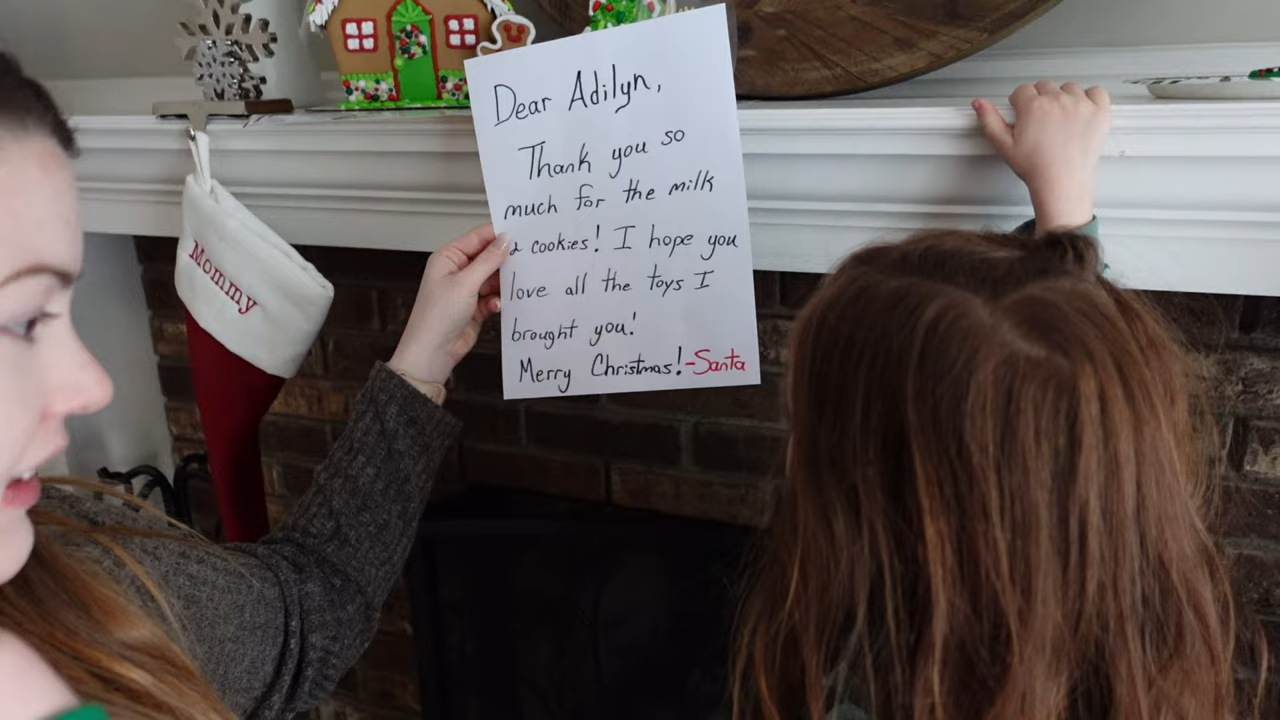 Dear Adilyn,
Thank you so
much for the milk
& cookies! I hope you
love all the toys I
brought you!
Merry Christmas! -Santa
Mommy